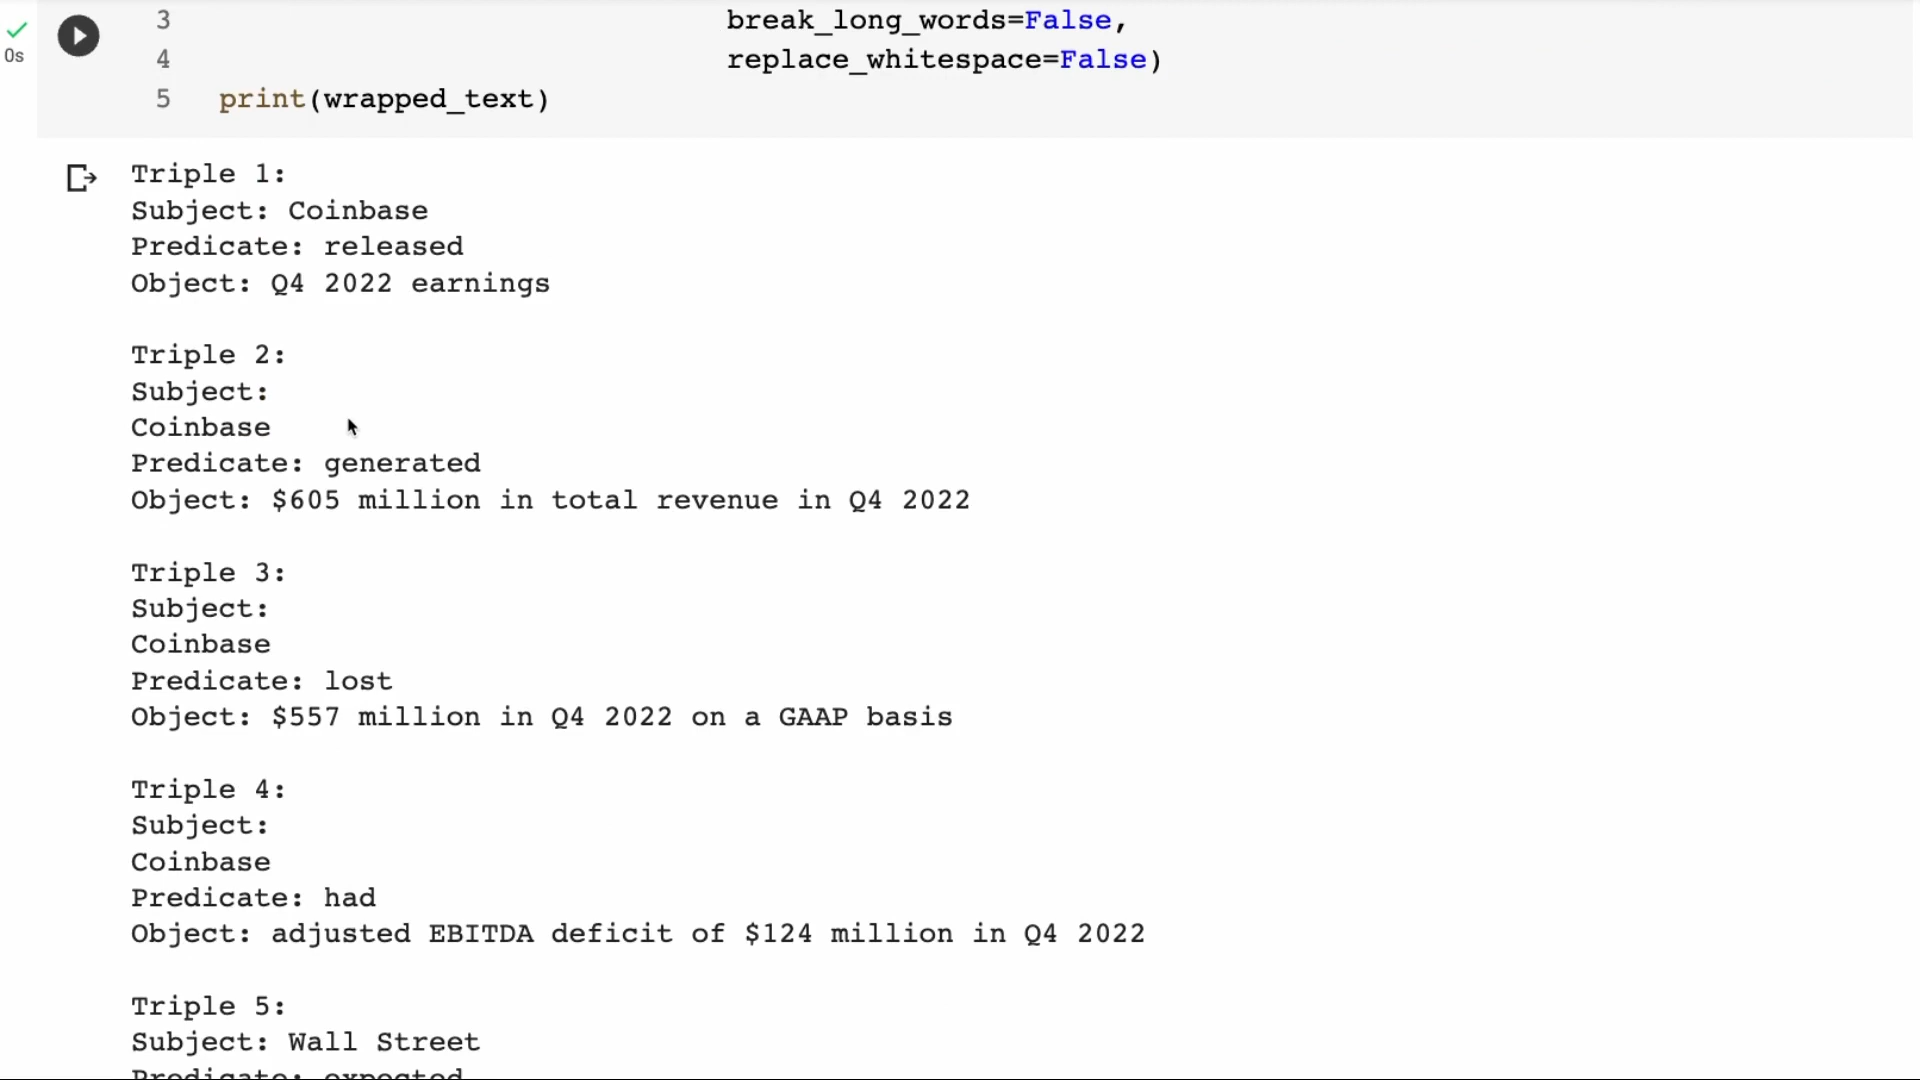 0s
3 break_long_words=False,
4 replace_whitespace=False)
5 print(wrapped_text)
Triple 1:
Subject: Coinbase
Predicate: released
Object: Q4 2022 earnings
Triple 2:
Subject:
Coinbase
Predicate: generated
Object: $605 million in total revenue in Q4 2022
Triple 3:
Subject:
Coinbase
Predicate: lost
Object: $557 million in Q4 2022 on a GAAP basis
Triple 4:
Subject:
Coinbase
Predicate: had
Object: adjusted EBITDA deficit of $124 million in Q4 2022
Triple 5:
Subject: Wall Street
Predicate: expected